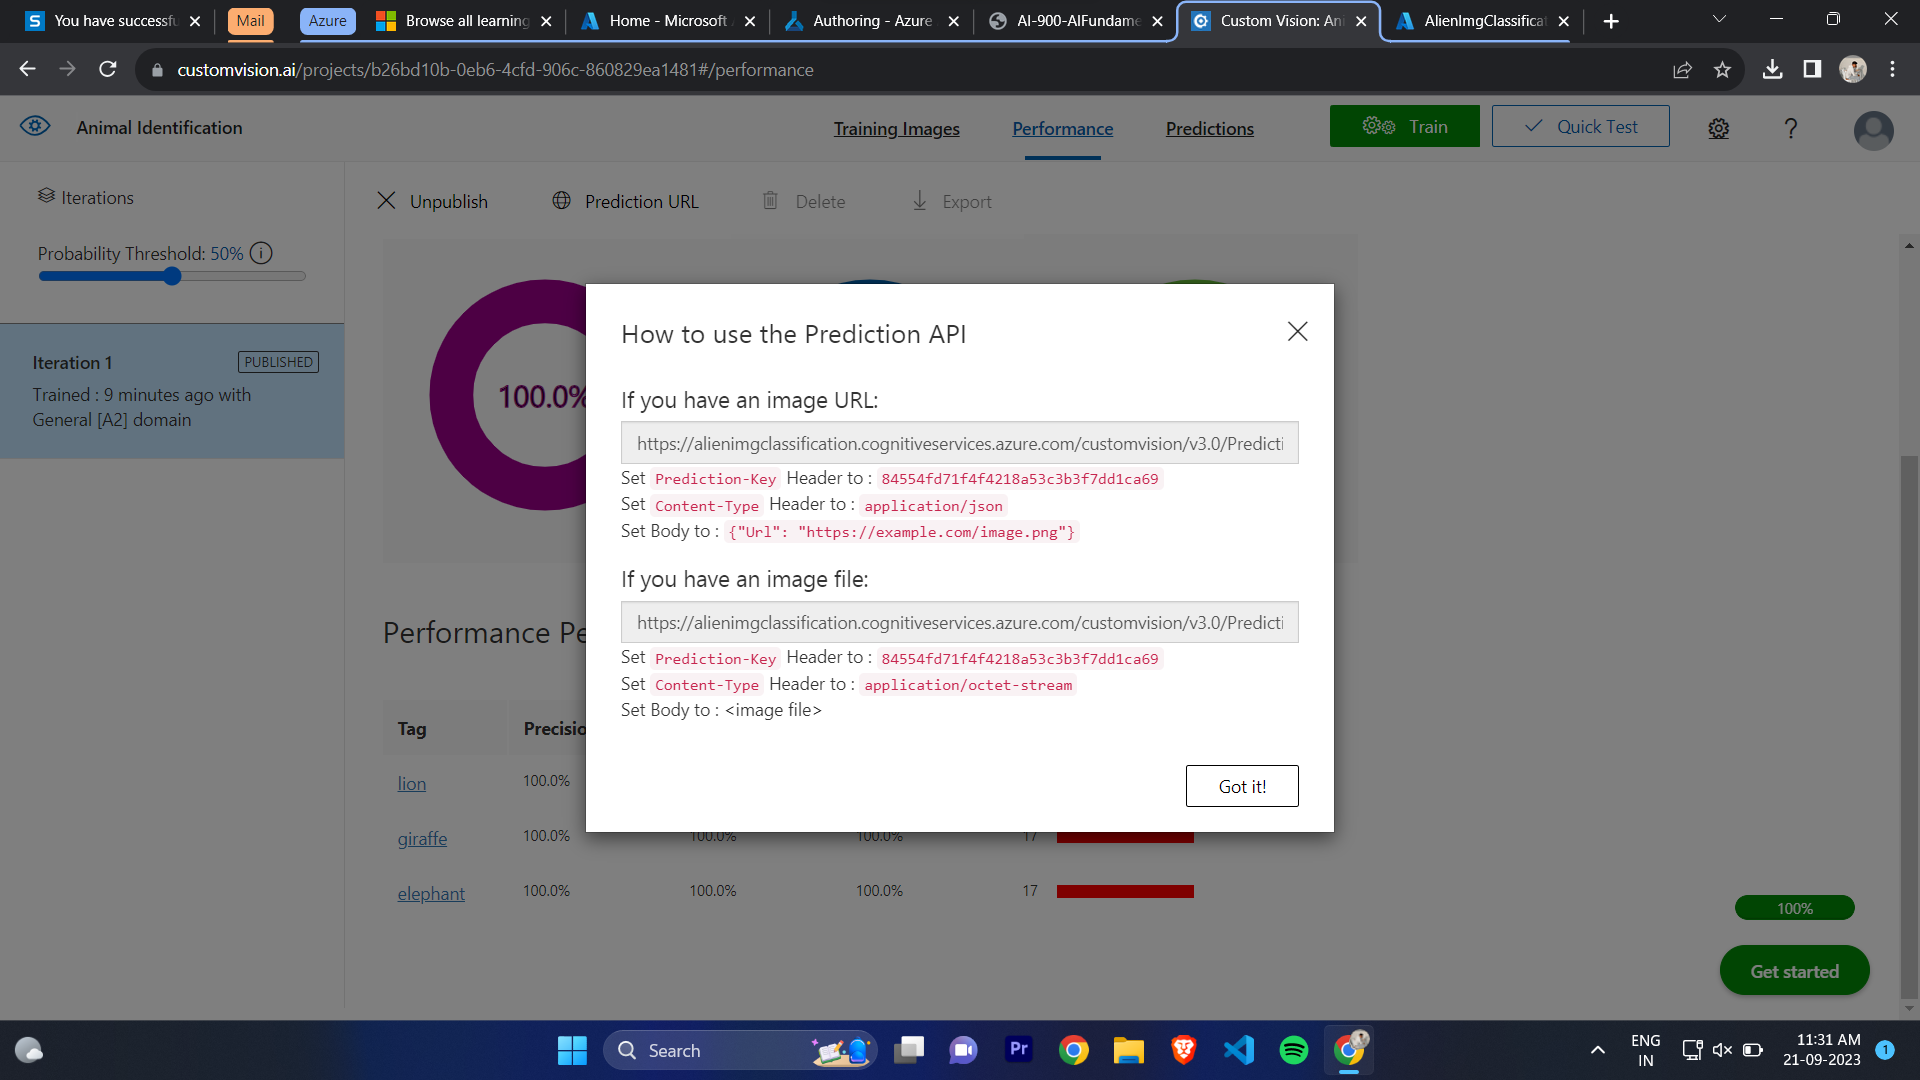 You have successfu
Mail
Azure
Browse all learning
Home - Microsoft A
Authoring - Azure
AI-900-AIFundame
Custom Vision: Ani
AlienImgClassificat
customvision.ai/projects/b26bd10b-0eb6-4cfd-906c-860829ea1481#/performance
Animal Identification
Training Images
Performance
Predictions
Train
Quick Test
?
Iterations
Unpublish
Prediction URL
Delete
Export
Probability Threshold: 50%
Iteration 1
PUBLISHED
Trained : 9 minutes ago with
General [A2] domain
100.0%
How to use the Prediction API
If you have an image URL:
https://alienimgclassification.cognitiveservices.azure.com/customvision/v3.0/Predicti
Set Prediction-Key Header to : 84554fd71f4f4218a53c3b3f7dd1ca69
Set Content-Type Header to : application/json
Set Body to : {"Url": "https://example.com/image.png"}
If you have an image file:
https://alienimgclassification.cognitiveservices.azure.com/customvision/v3.0/Predicti
Set Prediction-Key Header to : 84554fd71f4f4218a53c3b3f7dd1ca69
Set Content-Type Header to : application/octet-stream
Set Body to : <image file>
Got it!
Performance Pe
Tag
Precisio
lion
100.0%
giraffe
100.0%
100.0%
100.0%
17
elephant
100.0%
100.0%
100.0%
17
100%
Get started
Search
Pr
ENG
IN
11:31 AM
21-09-2023
1